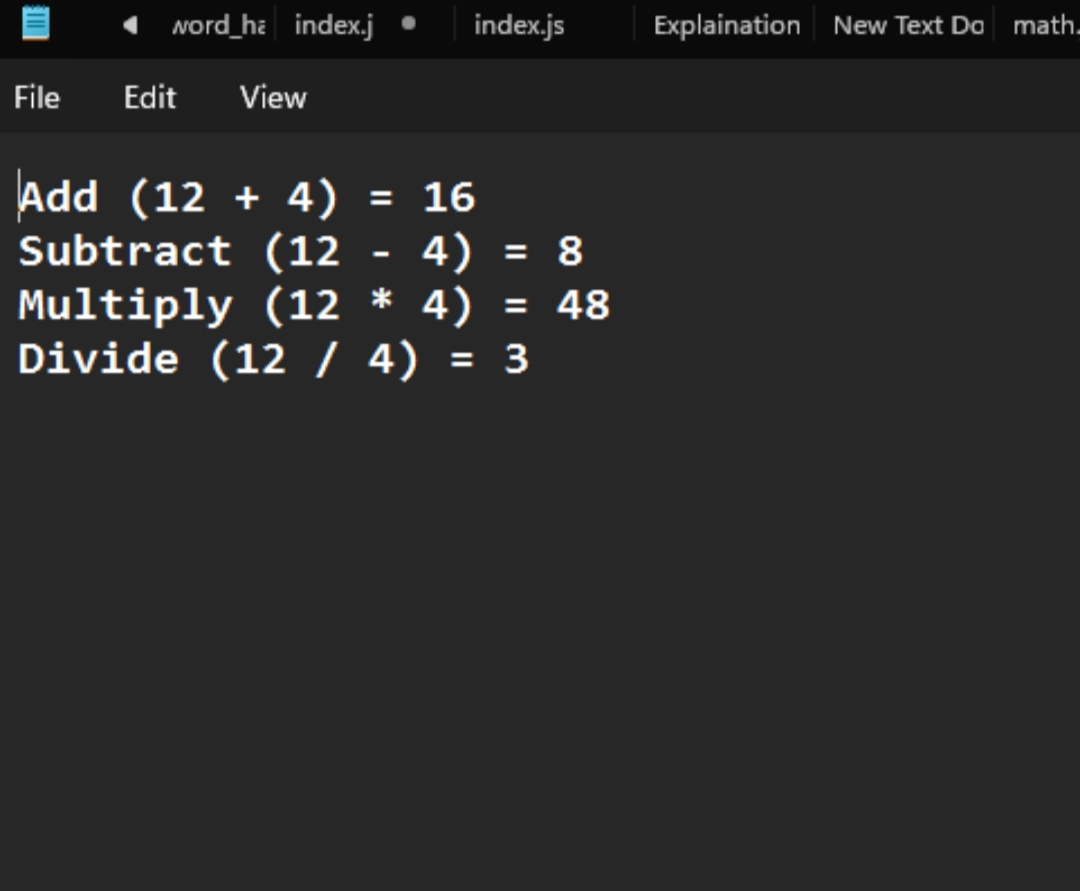 index.j
index.js
Explaination
New Text Do
math.
File Edit View
Add (12 + 4) = 16
Subtract (12 - 4) = 8
Multiply (12 * 4) = 48
Divide (12 / 4) = 3